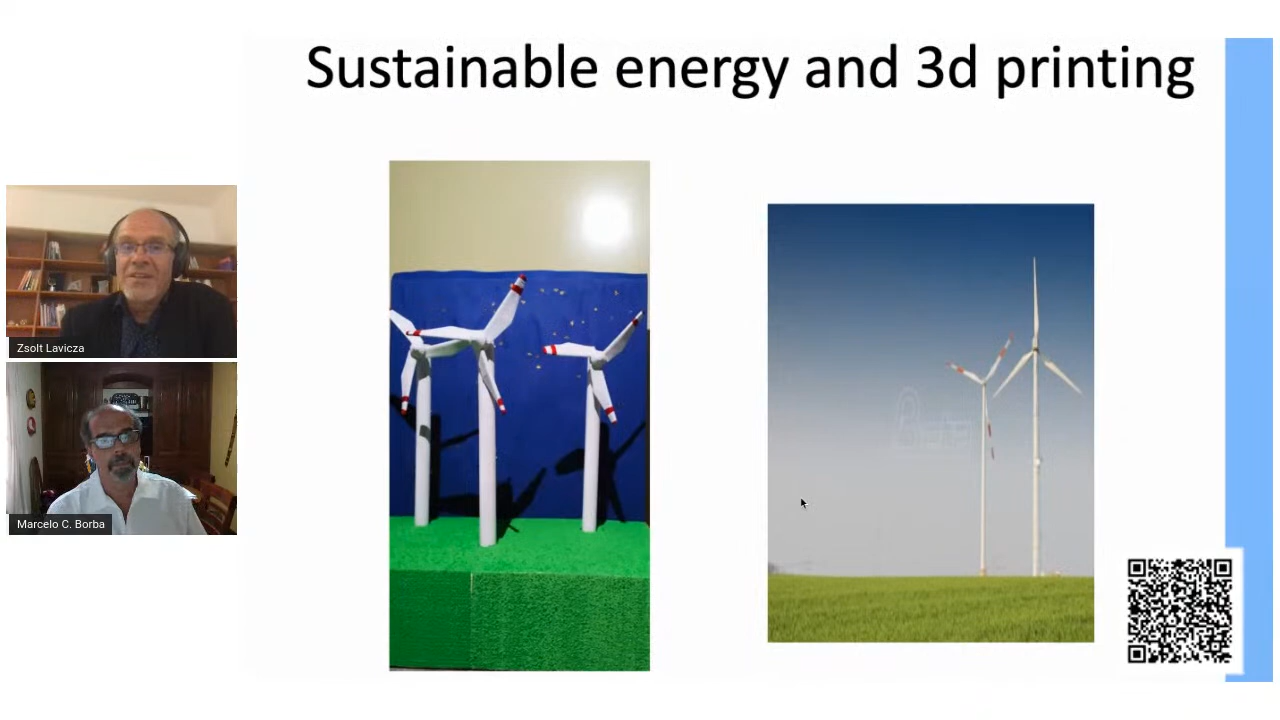 Sustainable energy and 3d printing
Zsolt Lavicza
Marcelo C. Borba